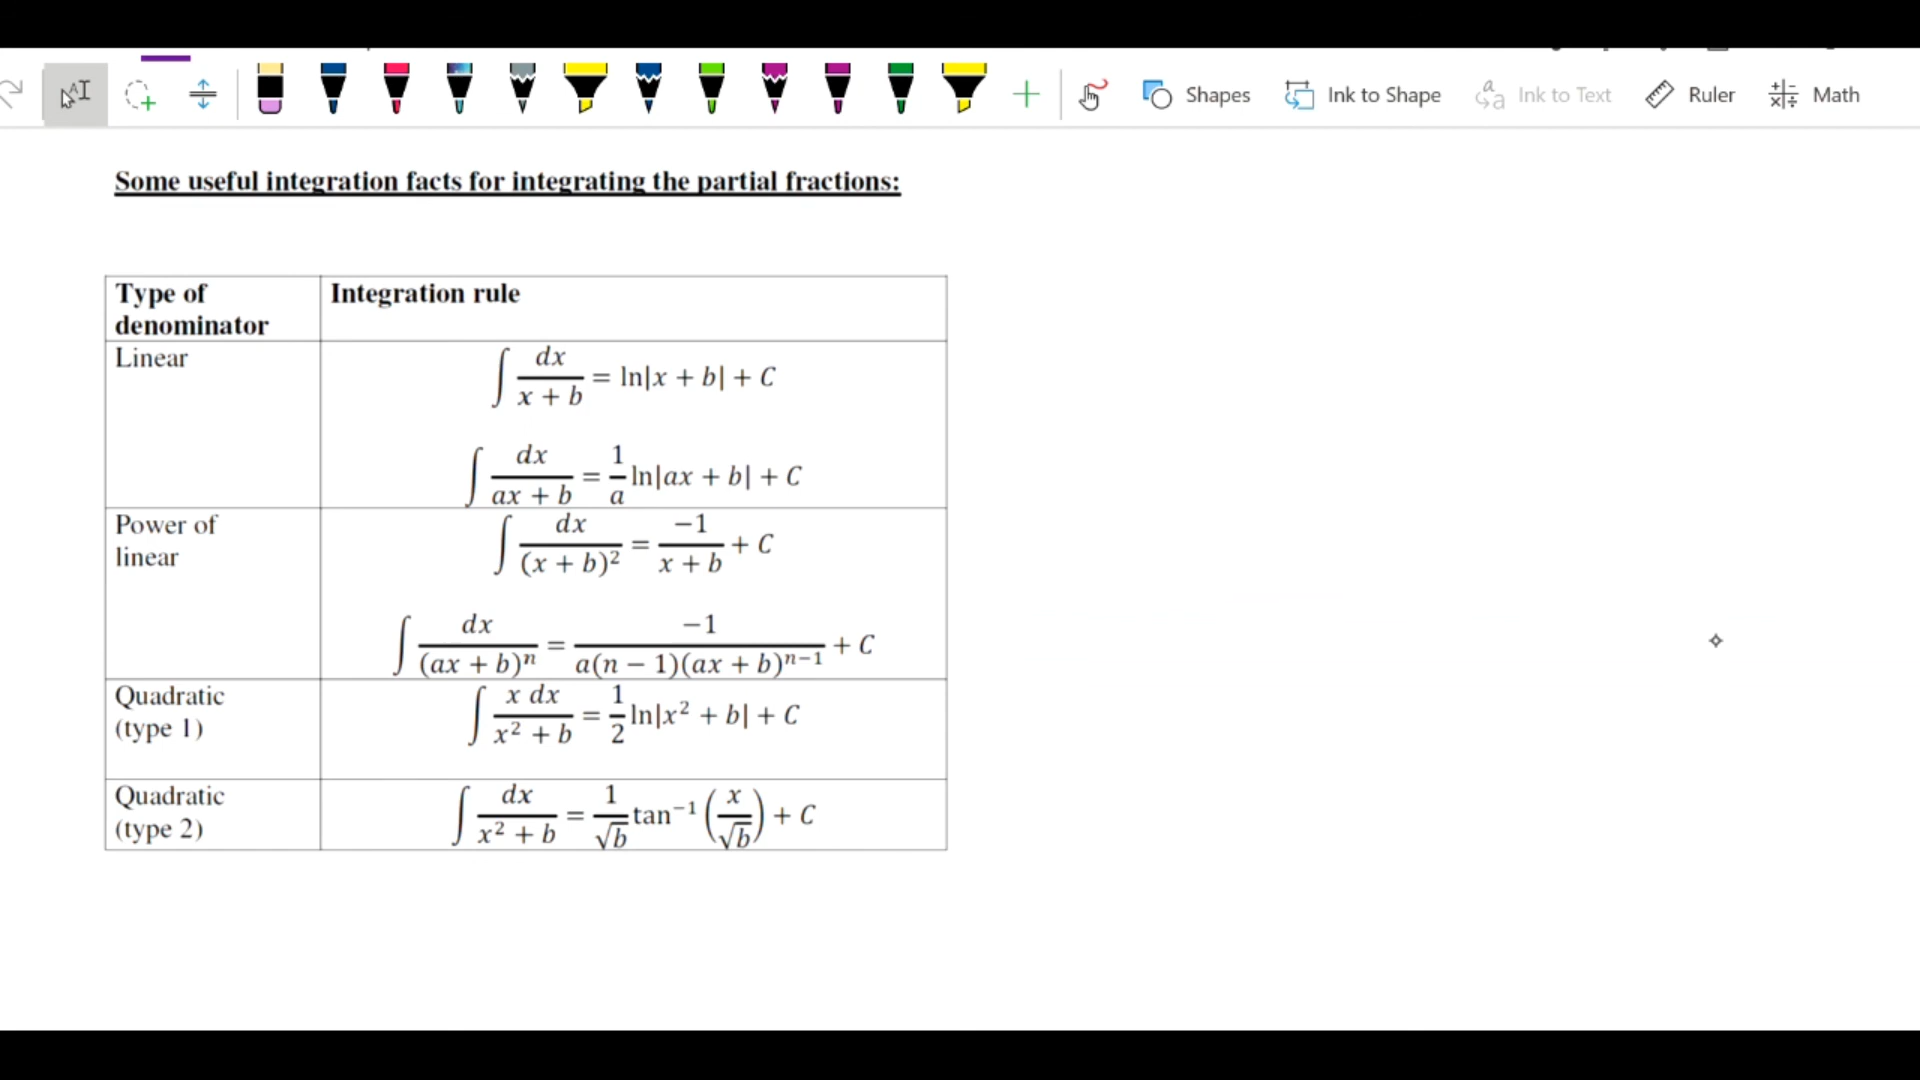 Shapes Ink to Shape Ink to Text Ruler Math
Some useful integration facts for integrating the partial fractions:
Type of denominator
Integration rule
Linear
∫ dx/(x + b) = ln|x + b| + C
∫ dx/(ax + b) = 1/a ln|ax + b| + C
Power of
linear
∫ dx/(x + b)² = −1/(x + b) + C
∫ dx/(ax + b)ⁿ = −1/(a(n − 1)(ax + b)ⁿ⁻¹) + C
Quadratic
(type 1)
∫ x dx/(x² + b) = 1/2 ln|x² + b| + C
Quadratic
(type 2)
∫ dx/(x² + b) = 1/√b tan⁻¹(x/√b) + C